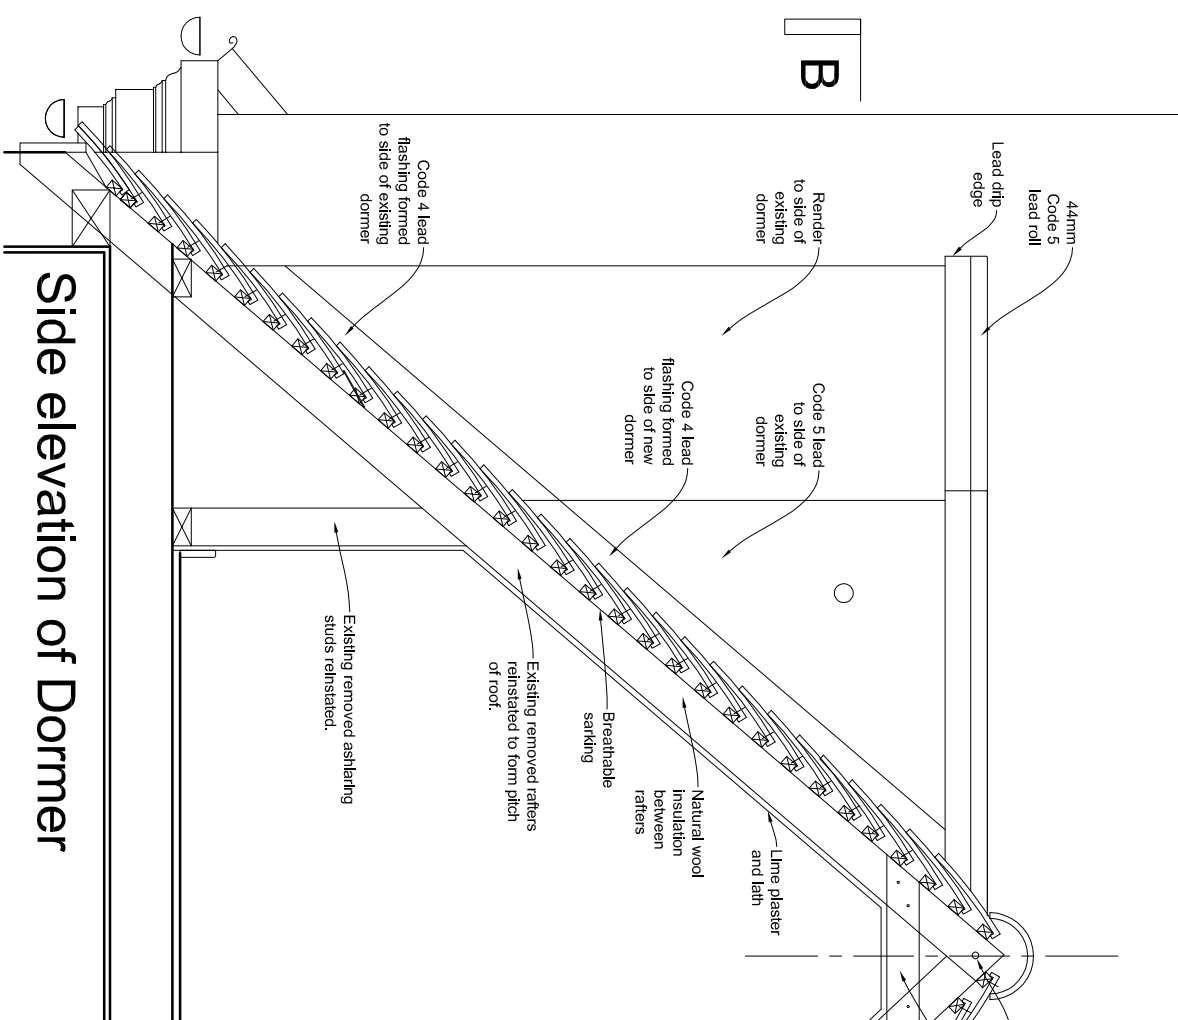 44mm
Code 5
lead roll
Lead drip
edge
B
Render
to side of
existing
dormer
Code 5 lead
to side of
existing
dormer
Lime plaster
and lath
Code 4 lead
flashing formed
to side of new
dormer
Natural wool
insulation
between
rafters
Breathable
sarking
Existing removed rafters
reinstated to form pitch
of roof.
Code 4 lead
flashing formed
to side of existing
dormer
Existing removed ashlaring
studs reinstated.
Side elevation of Dormer